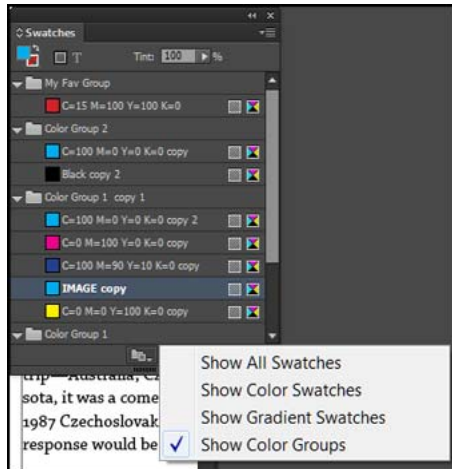 Swatches
T Tint: 100 %
My Fav Group
C=15 M=100 Y=100 K=0
Color Group 2
C=100 M=0 Y=0 K=0 copy
Black copy 2
Color Group 1 copy 1
C=100 M=0 Y=0 K=0 copy 2
C=0 M=100 Y=0 K=0 copy
C=100 M=90 Y=10 K=0 copy
IMAGE copy
C=0 M=0 Y=100 K=0 copy
Color Group 1
Show All Swatches
Show Color Swatches
Show Gradient Swatches
Show Color Groups
trip—Australia,
sota, it was a come
1987 Czechoslovak
response would be